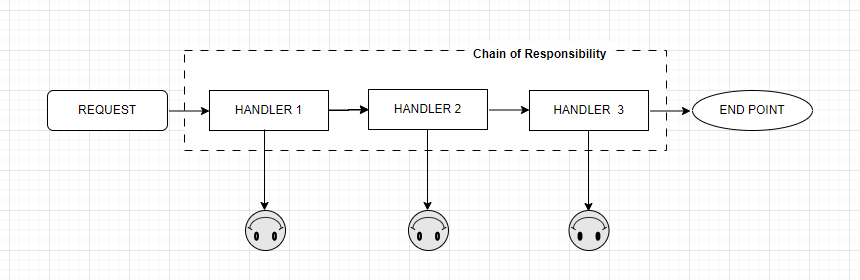 Chain of Responsibility
REQUEST
HANDLER 1
HANDLER 2
HANDLER 3
END POINT